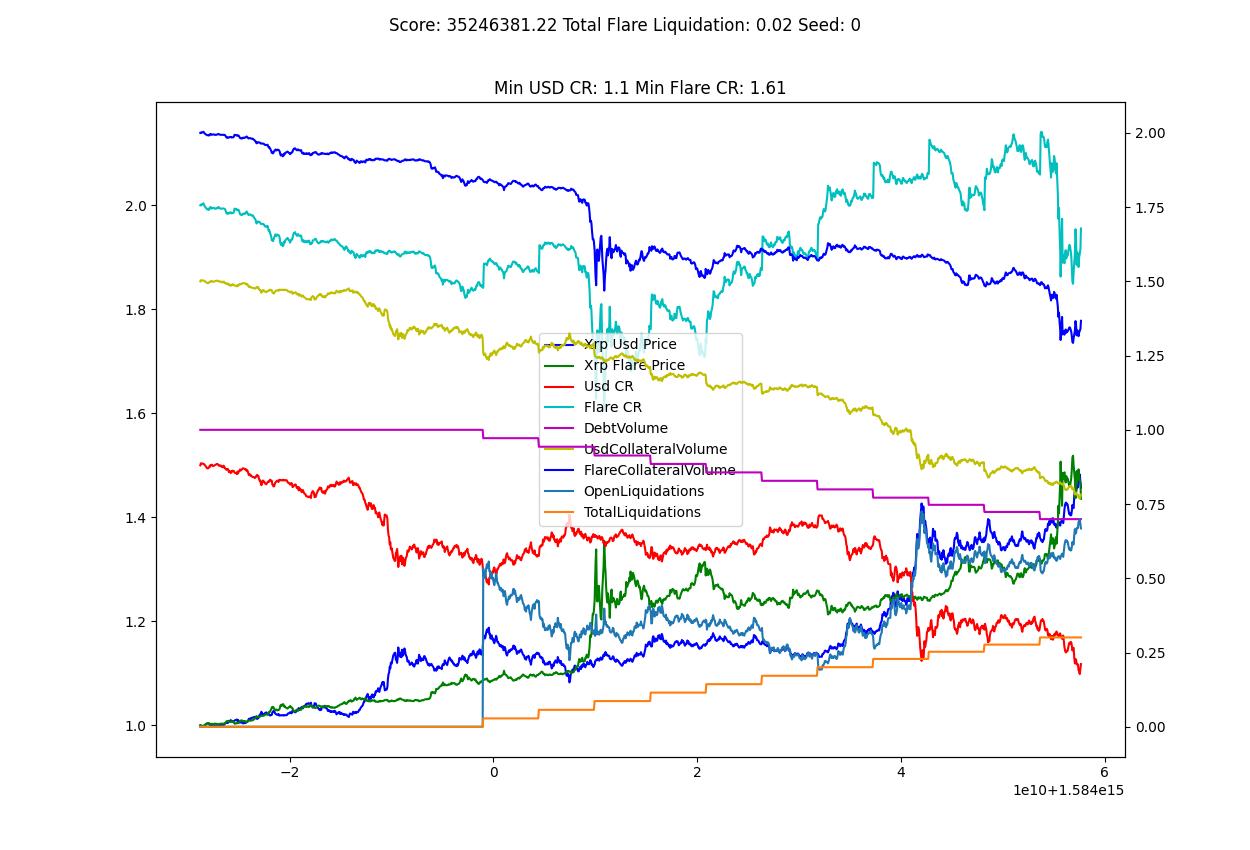 Score: 35246381.22 Total Flare Liquidation: 0.02 Seed: 0
Min USD CR: 1.1 Min Flare CR: 1.61
2.0
1.8
1.6
1.4
1.2
1.0
2.00
1.75
1.50
1.25
1.00
0.75
0.50
0.25
0.00
Xrp Usd Price
Xrp Flare Price
Usd CR
Flare CR
DebtVolume
UsdCollateralVolume
FlareCollateralVolume
OpenLiquidations
TotalLiquidations
−2 0 2 4 6
1e10+1.584e15